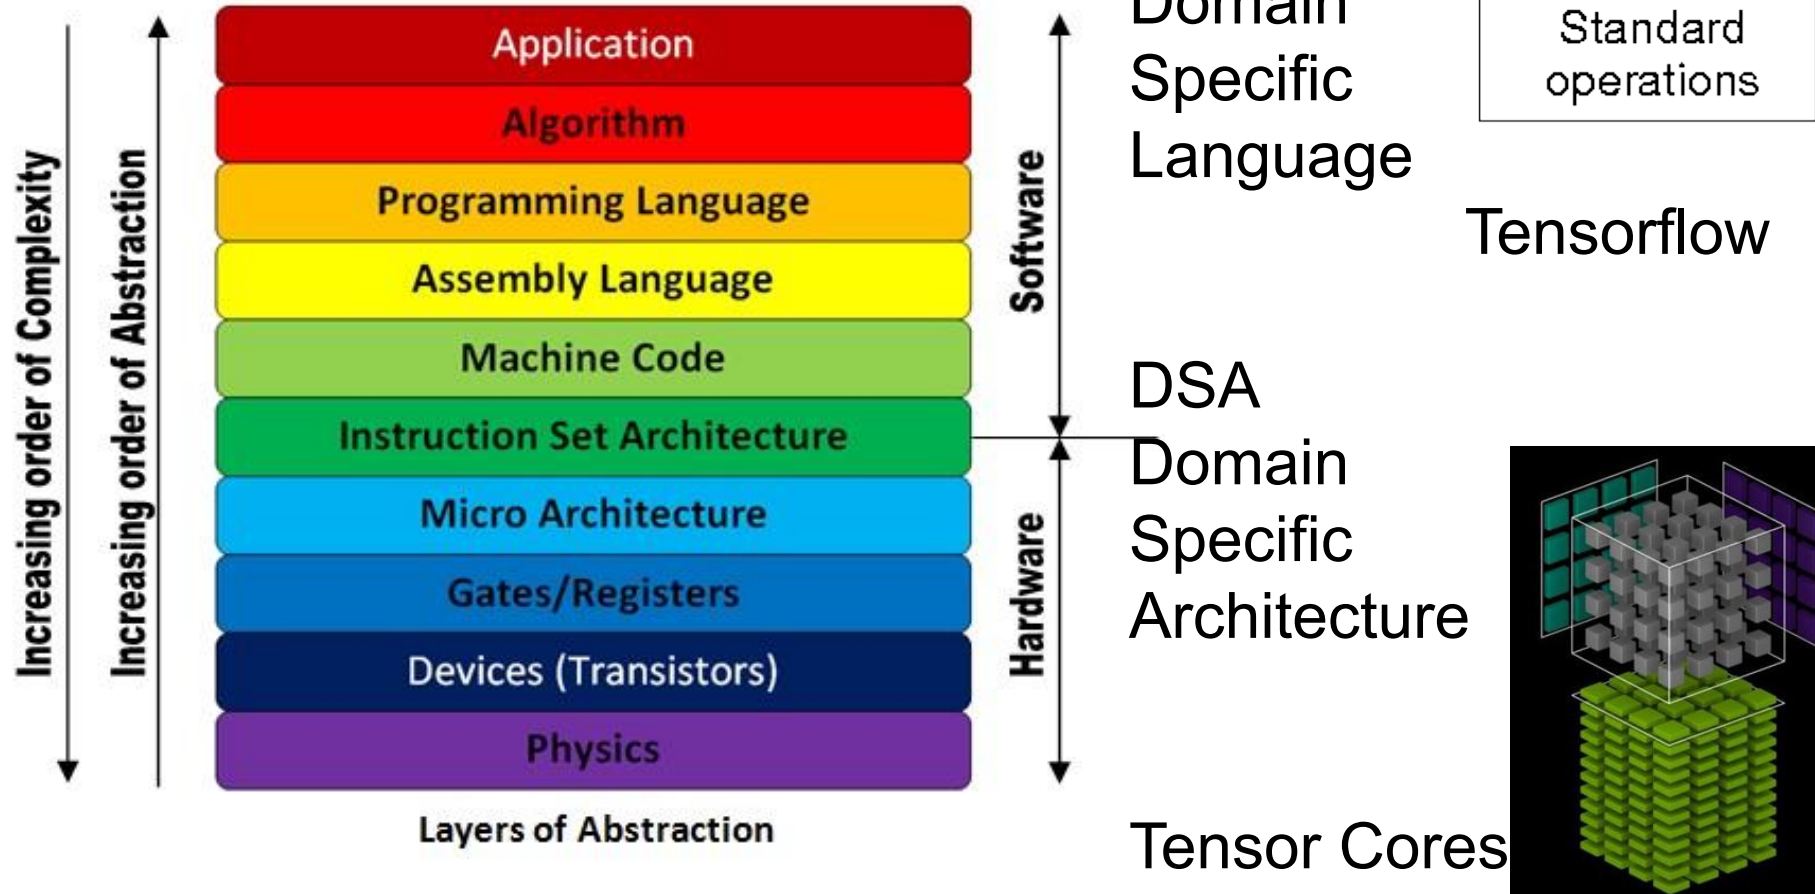 Increasing order of Complexity
Increasing order of Abstraction
Application
Algorithm
Programming Language
Assembly Language
Machine Code
Instruction Set Architecture
Micro Architecture
Gates/Registers
Devices (Transistors)
Physics
Layers of Abstraction
Software
Hardware
Domain
Specific
Language
Standard
operations
Tensorflow
DSA
Domain
Specific
Architecture
Tensor Cores